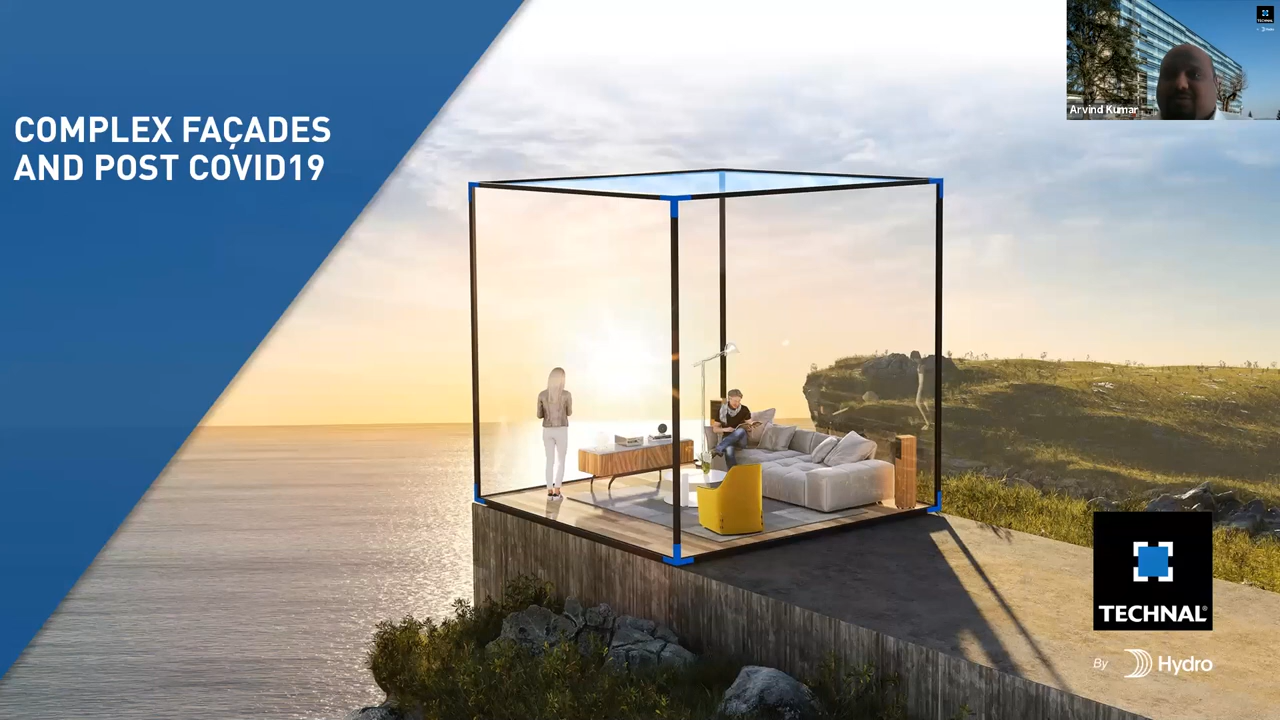 COMPLEX FAÇADES
AND POST COVID19
Arvind Kumar
TECHNAL®
By Hydro